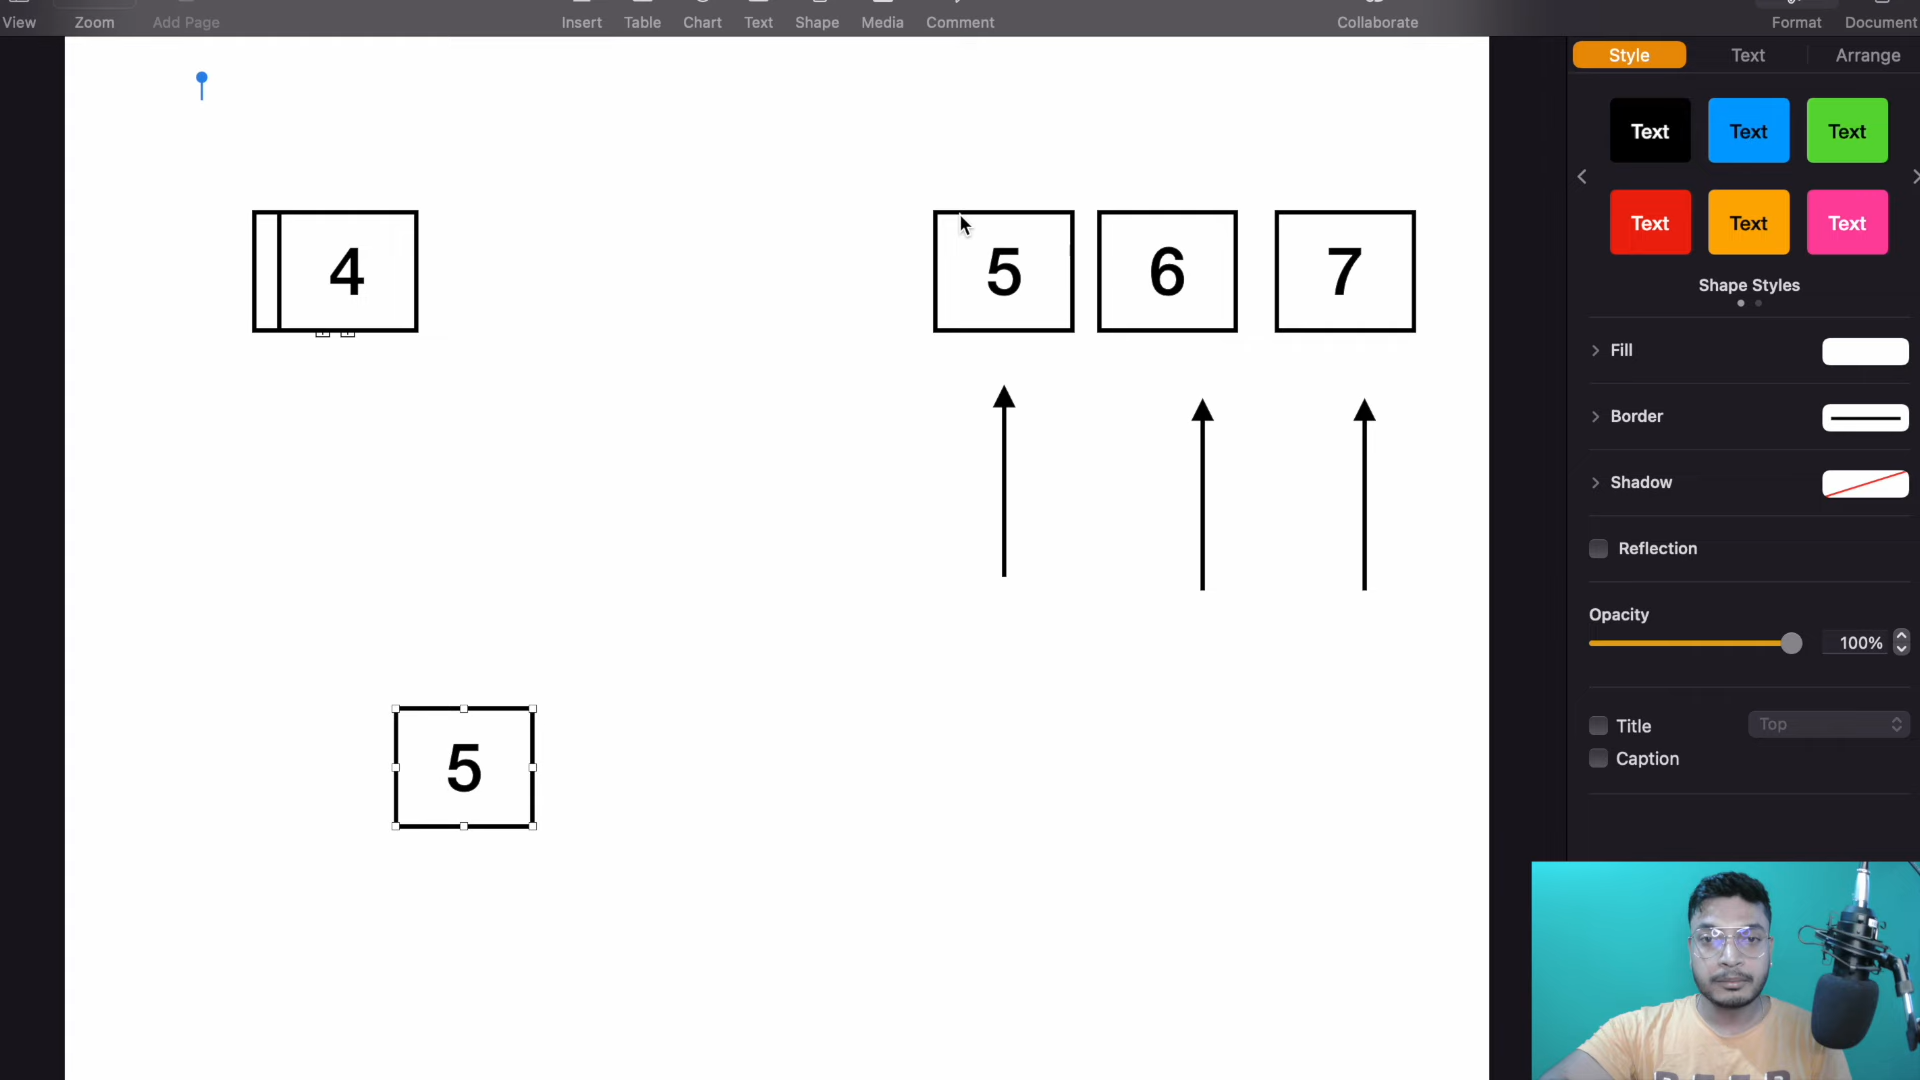 View Zoom Add Page Insert Table Chart Text Shape Media Comment Collaborate Format Document
Style Text Arrange
Text Text Text
Text Text Text
Shape Styles
Fill
Border
Shadow
Reflection
Opacity
100%
Title Top
Caption
4 5 6 7
5